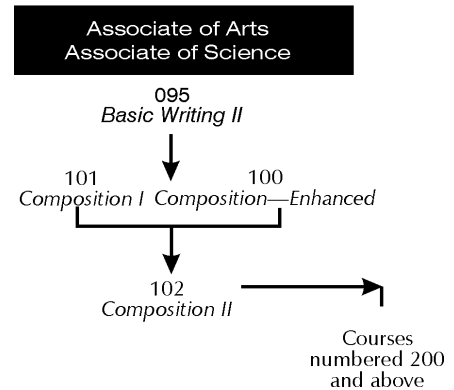 Associate of Arts
Associate of Science
095
Basic Writing II
101 100
Composition I Composition—Enhanced
102
Composition II
Courses
numbered 200
and above